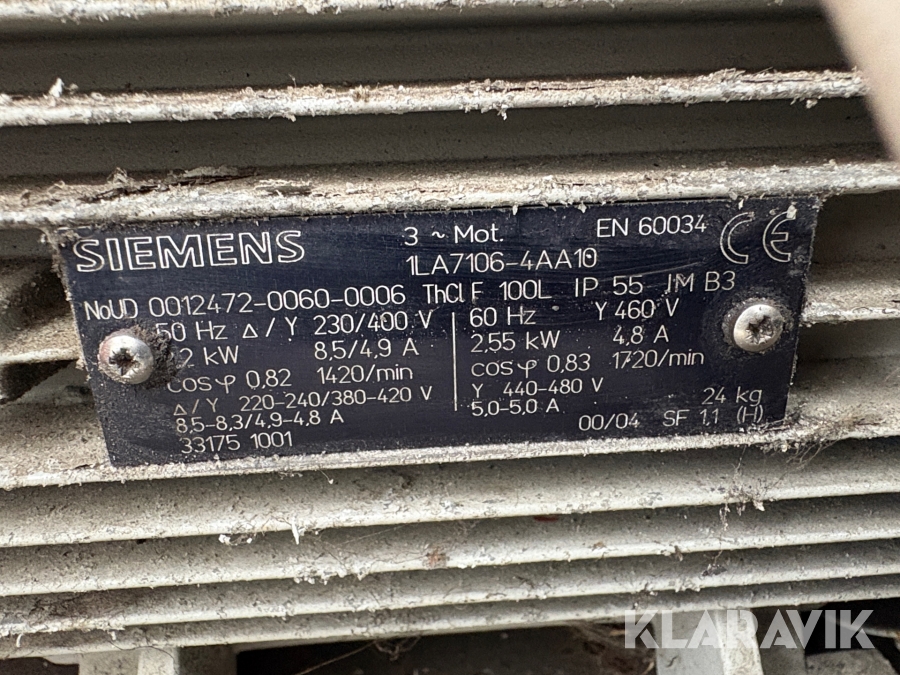 SIEMENS 3 ~ Mot. EN 60034 CE
1LA7106-4AA10
NoUD 0012472-0060-0006 ThCl F 100L IP 55 IM B3
50 Hz Δ/Y 230/400 V 60 Hz Y 460 V
2 kW 8,5/4,9 A 2,55 kW 4,8 A
cosφ 0,82 1420/min cosφ 0,83 1720/min
Δ/Y 220-240/380-420 V Y 440-480 V 24 kg
8,5-8,3/4,9-4,8 A 5,0-5,0 A 00/04 SF 1,1 (H)
33175 1001
KLARAVIK